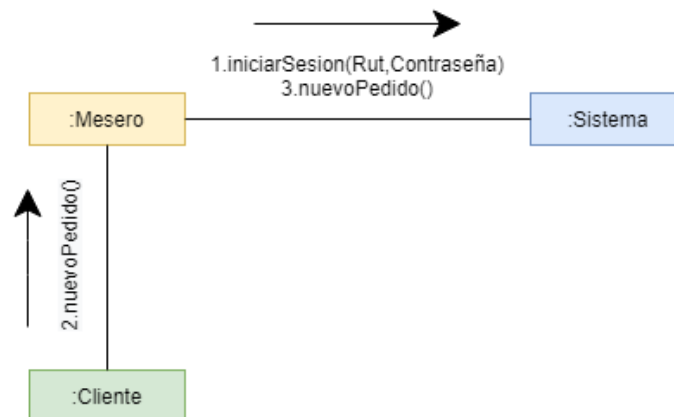 1.iniciarSesion(Rut,Contraseña)
3.nuevoPedido()
:Mesero
:Sistema
2.nuevoPedido()
:Cliente